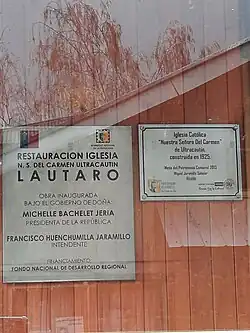 RESTAURACION IGLESIA
N. S. DEL CARMEN ULTRACAUTIN
LAUTARO
OBRA INAUGURADA
BAJO EL GOBIERNO DE DOÑA:
MICHELLE BACHELET JERIA
PRESIDENTA DE LA REPÚBLICA
FRANCISCO HUENCHUMILLA JARAMILLO
INTENDENTE
FINANCIAMIENTO:
FONDO NACIONAL DE DESARROLLO REGIONAL
Iglesia Católica
"Nuestra Señora Del Carmen"
de Ultracautín,
construida en 1925.
Alcalde